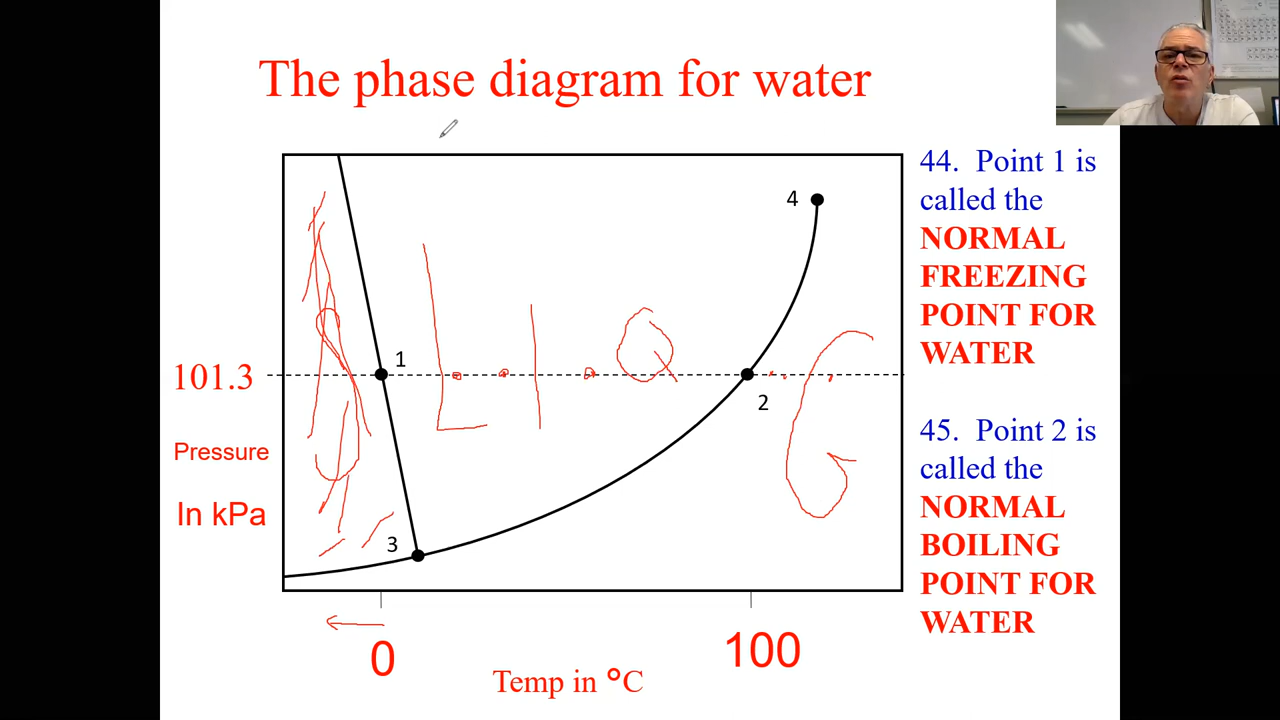 The phase diagram for water
44. Point 1 is
called the
NORMAL
FREEZING
POINT FOR
WATER
45. Point 2 is
called the
NORMAL
BOILING
POINT FOR
WATER
4
1
101.3
L I Q
G
2
Pressure
In kPa
3
0
100
Temp in °C